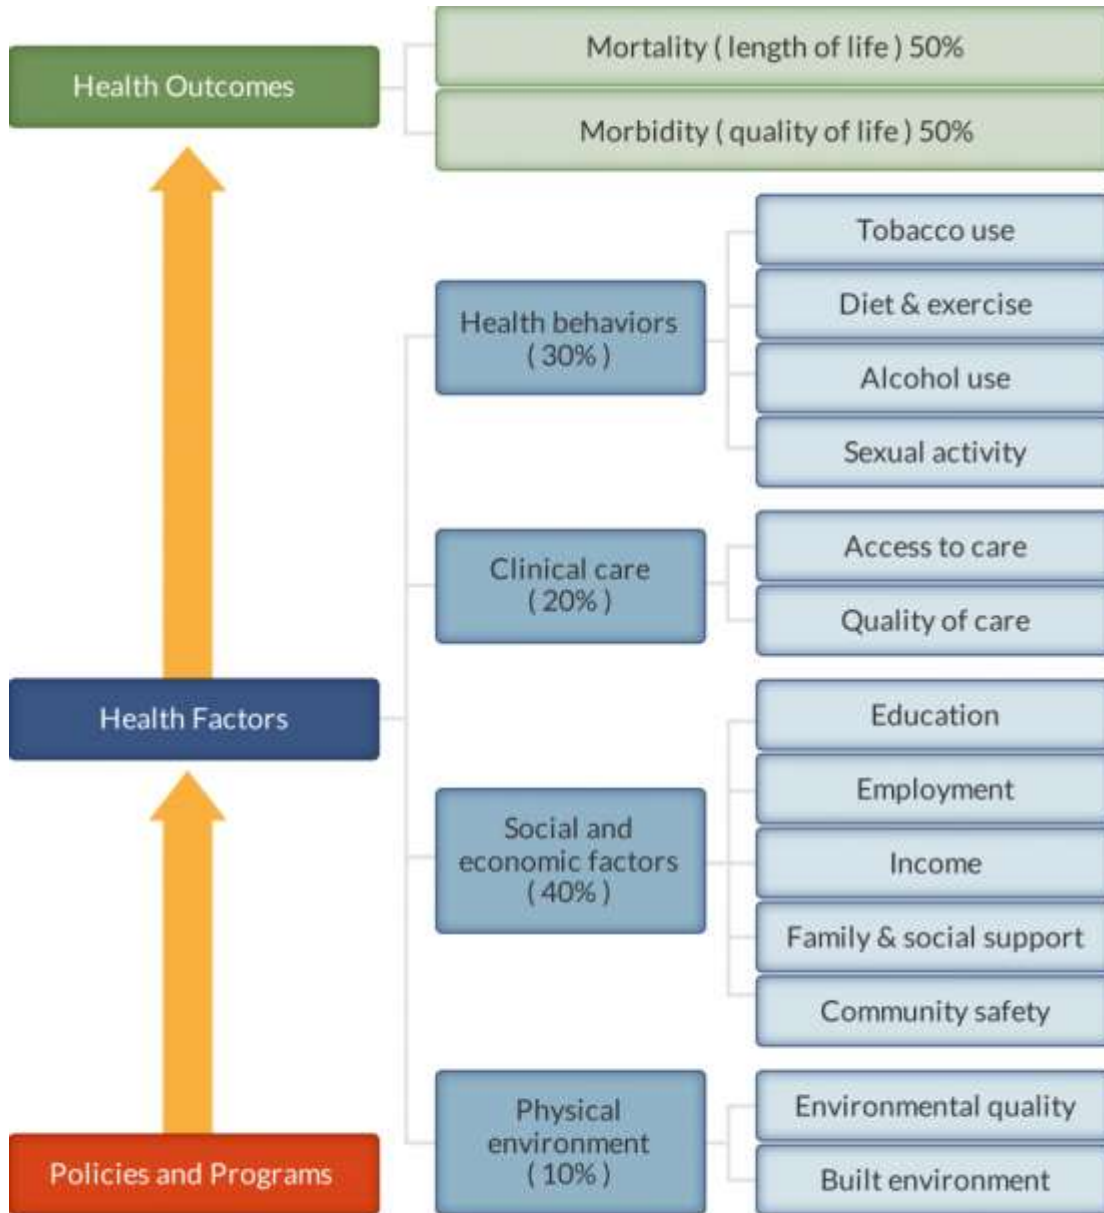 Health Outcomes
Mortality ( length of life ) 50%
Morbidity ( quality of life ) 50%
Health behaviors
( 30% )
Tobacco use
Diet & exercise
Alcohol use
Sexual activity
Clinical care
( 20% )
Access to care
Quality of care
Health Factors
Social and
economic factors
( 40% )
Education
Employment
Income
Family & social support
Community safety
Physical
environment
( 10% )
Environmental quality
Built environment
Policies and Programs